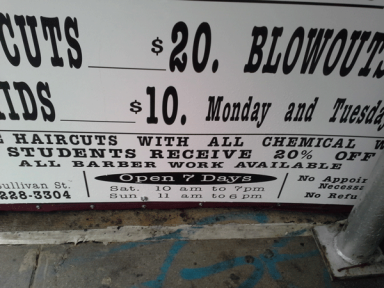 CUTS $20. BLOWOUTS
IDS $10. Monday and Tuesday
HAIRCUTS WITH ALL CHEMICAL W
STUDENTS RECEIVE 20% OFF
ALL BARBER WORK AVAILABLE
Open 7 Days
Sat. 10 am to 7pm
Sun. 11 am to 6 pm
ullivan St.
228-3304
No Appoin
Necess
No Refu